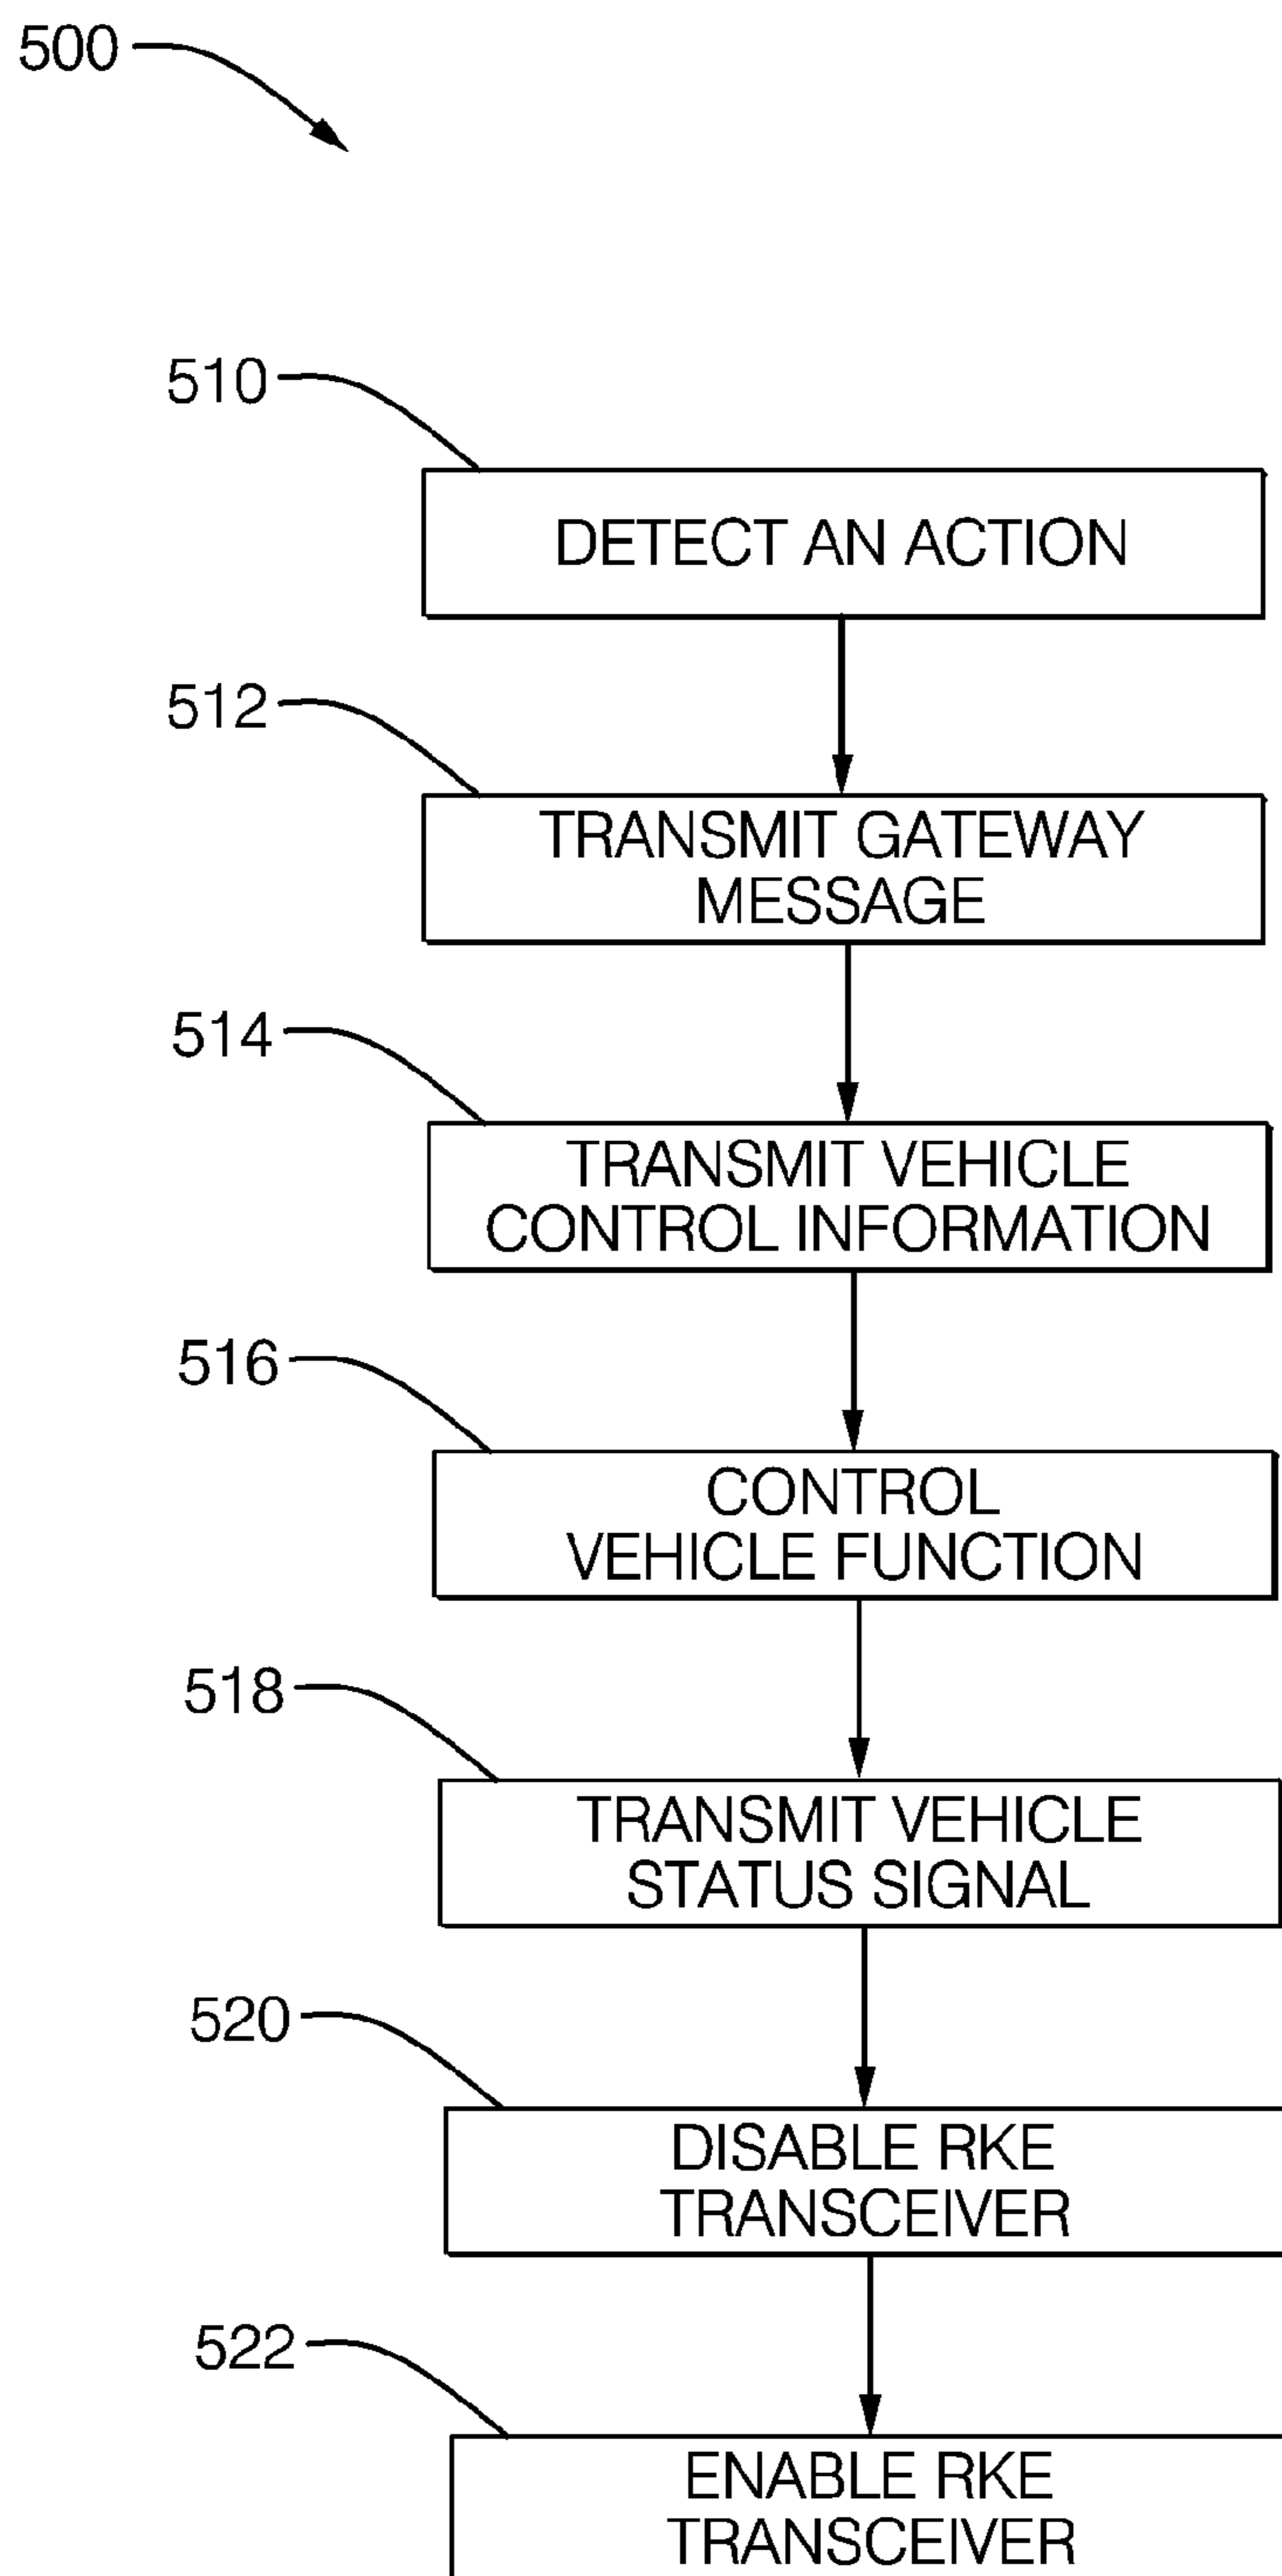 500
510
DETECT AN ACTION
512
TRANSMIT GATEWAY
MESSAGE
514
TRANSMIT VEHICLE
CONTROL INFORMATION
516
CONTROL
VEHICLE FUNCTION
518
TRANSMIT VEHICLE
STATUS SIGNAL
520
DISABLE RKE
TRANSCEIVER
522
ENABLE RKE
TRANSCEIVER